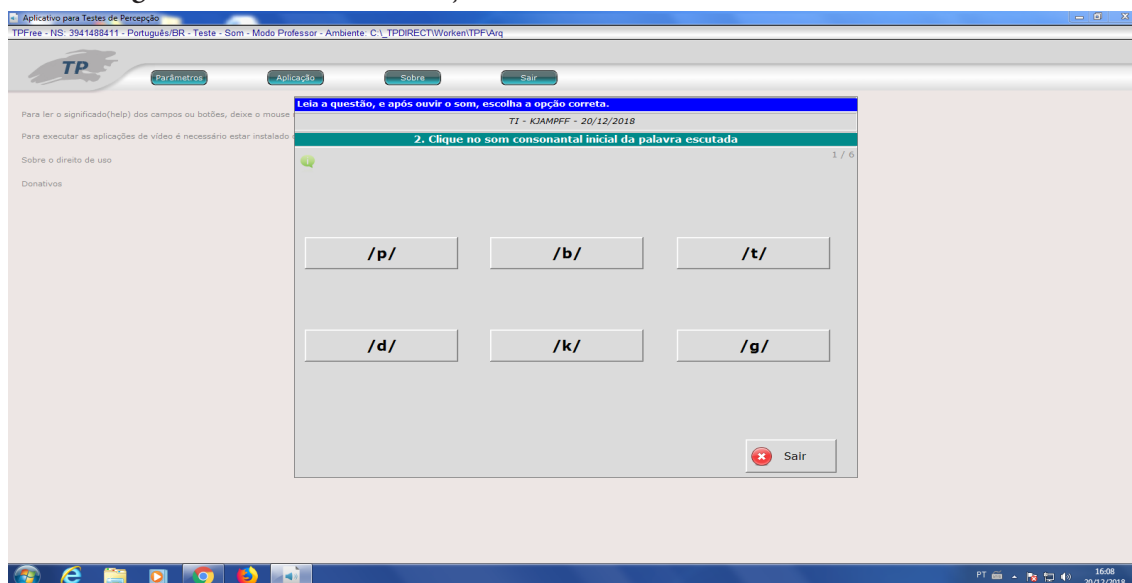 Aplicativo para Testes de Percepção
TPFree - NS: 3941488411 - Português/BR - Teste - Som - Modo Professor - Ambiente: C:\_TPDIRECT\Worken\TPF\Arq
TP
Parâmetros Aplicação Sobre Sair
Para ler o significado(help) dos campos ou botões, deixe o mouse
Para executar as aplicações de vídeo é necessário estar instalado
Sobre o direito de uso
Donativos
Leia a questão, e após ouvir o som, escolha a opção correta.
TI - KJAMPFF - 20/12/2018
2. Clique no som consonantal inicial da palavra escutada
1 / 6
/p/ /b/ /t/
/d/ /k/ /g/
Sair
PT 16:08
20/12/2018